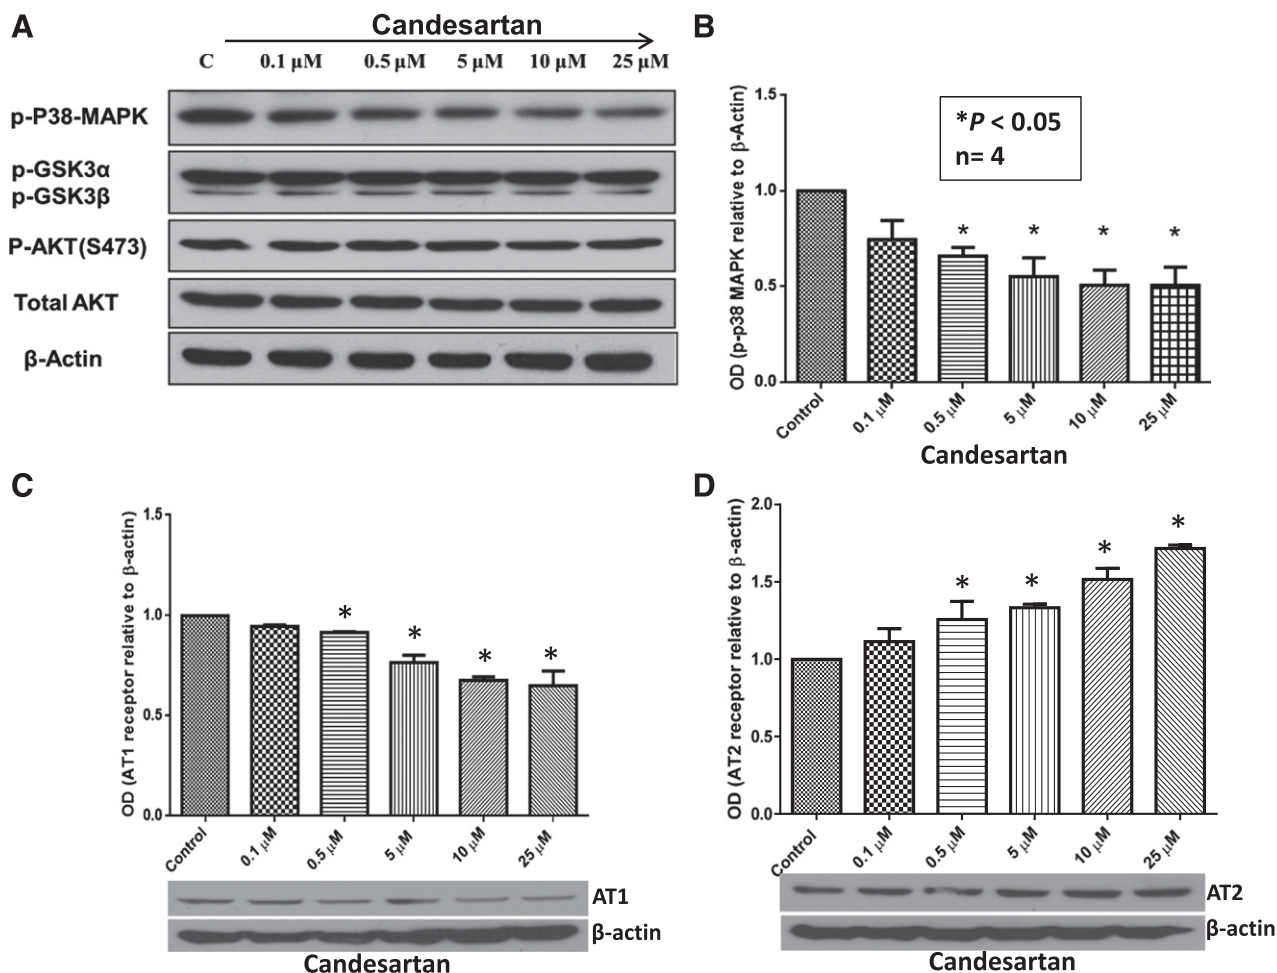 A
Candesartan
C 0.1 µM 0.5 µM 5 µM 10 µM 25 µM
p-P38-MAPK
p-GSK3α
p-GSK3β
P-AKT(S473)
Total AKT
β-Actin
B
OD (p-p38 MAPK relative to β-Actin)
1.5
1.0
0.5
0.0
*P < 0.05
n= 4
* * * *
Control 0.1 µM 0.5 µM 5 µM 10 µM 25 µM
Candesartan
C
OD (AT1 receptor relative to β-actin)
1.5
1.0
0.5
0.0
* * * *
Control 0.1 µM 0.5 µM 5 µM 10 µM 25 µM
AT1
β-actin
Candesartan
D
OD (AT2 receptor relative to β-actin)
2.0
1.5
1.0
0.5
0.0
* * * * *
Control 0.1 µM 0.5 µM 5 µM 10 µM 25 µM
AT2
β-actin
Candesartan